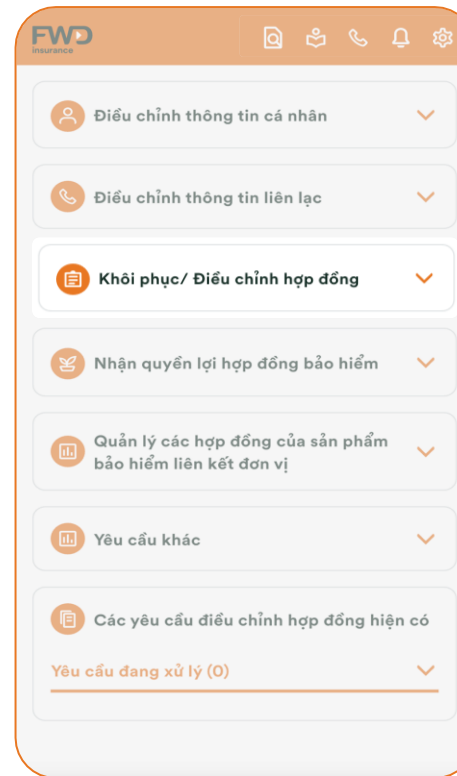 FWD
insurance
Điều chỉnh thông tin cá nhân
Điều chỉnh thông tin liên lạc
Khôi phục/ Điều chỉnh hợp đồng
Nhận quyền lợi hợp đồng bảo hiểm
Quản lý các hợp đồng của sản phẩm
bảo hiểm liên kết đơn vị
Yêu cầu khác
Các yêu cầu điều chỉnh hợp đồng hiện có
Yêu cầu đang xử lý (0)